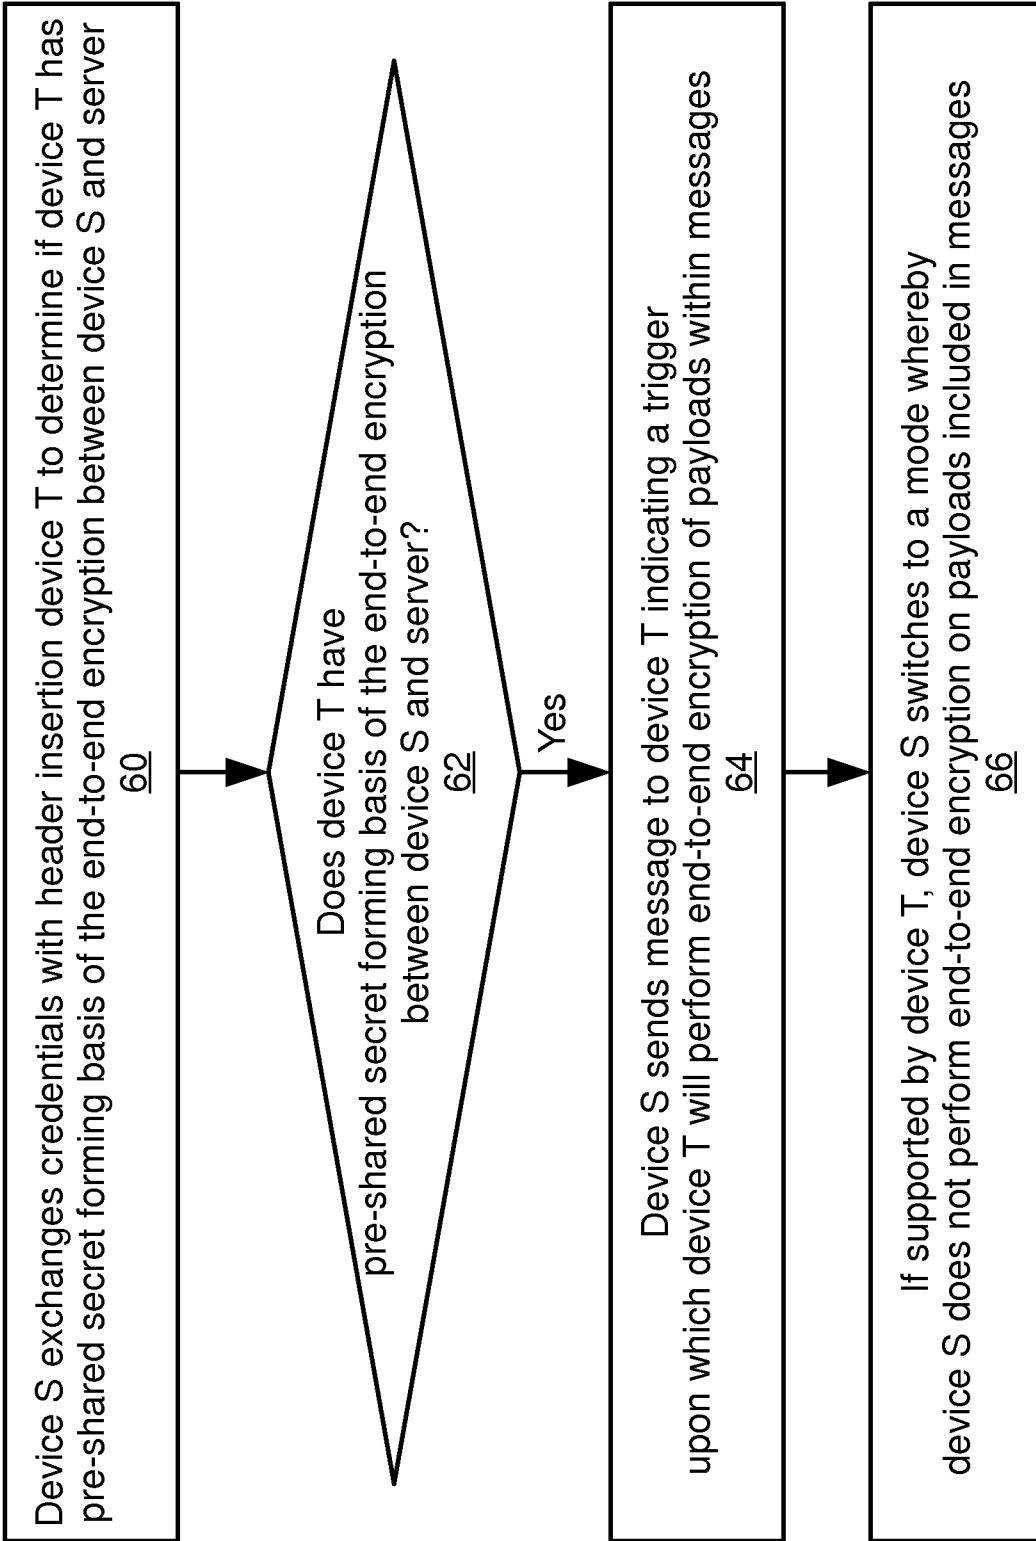 Device S exchanges credentials with header insertion device T to determine if device T has
pre-shared secret forming basis of the end-to-end encryption between device S and server
60
Does device T have
pre-shared secret forming basis of the end-to-end encryption
between device S and server?
62
Yes
Device S sends message to device T indicating a trigger
upon which device T will perform end-to-end encryption of payloads within messages
64
If supported by device T, device S switches to a mode whereby
device S does not perform end-to-end encryption on payloads included in messages
66